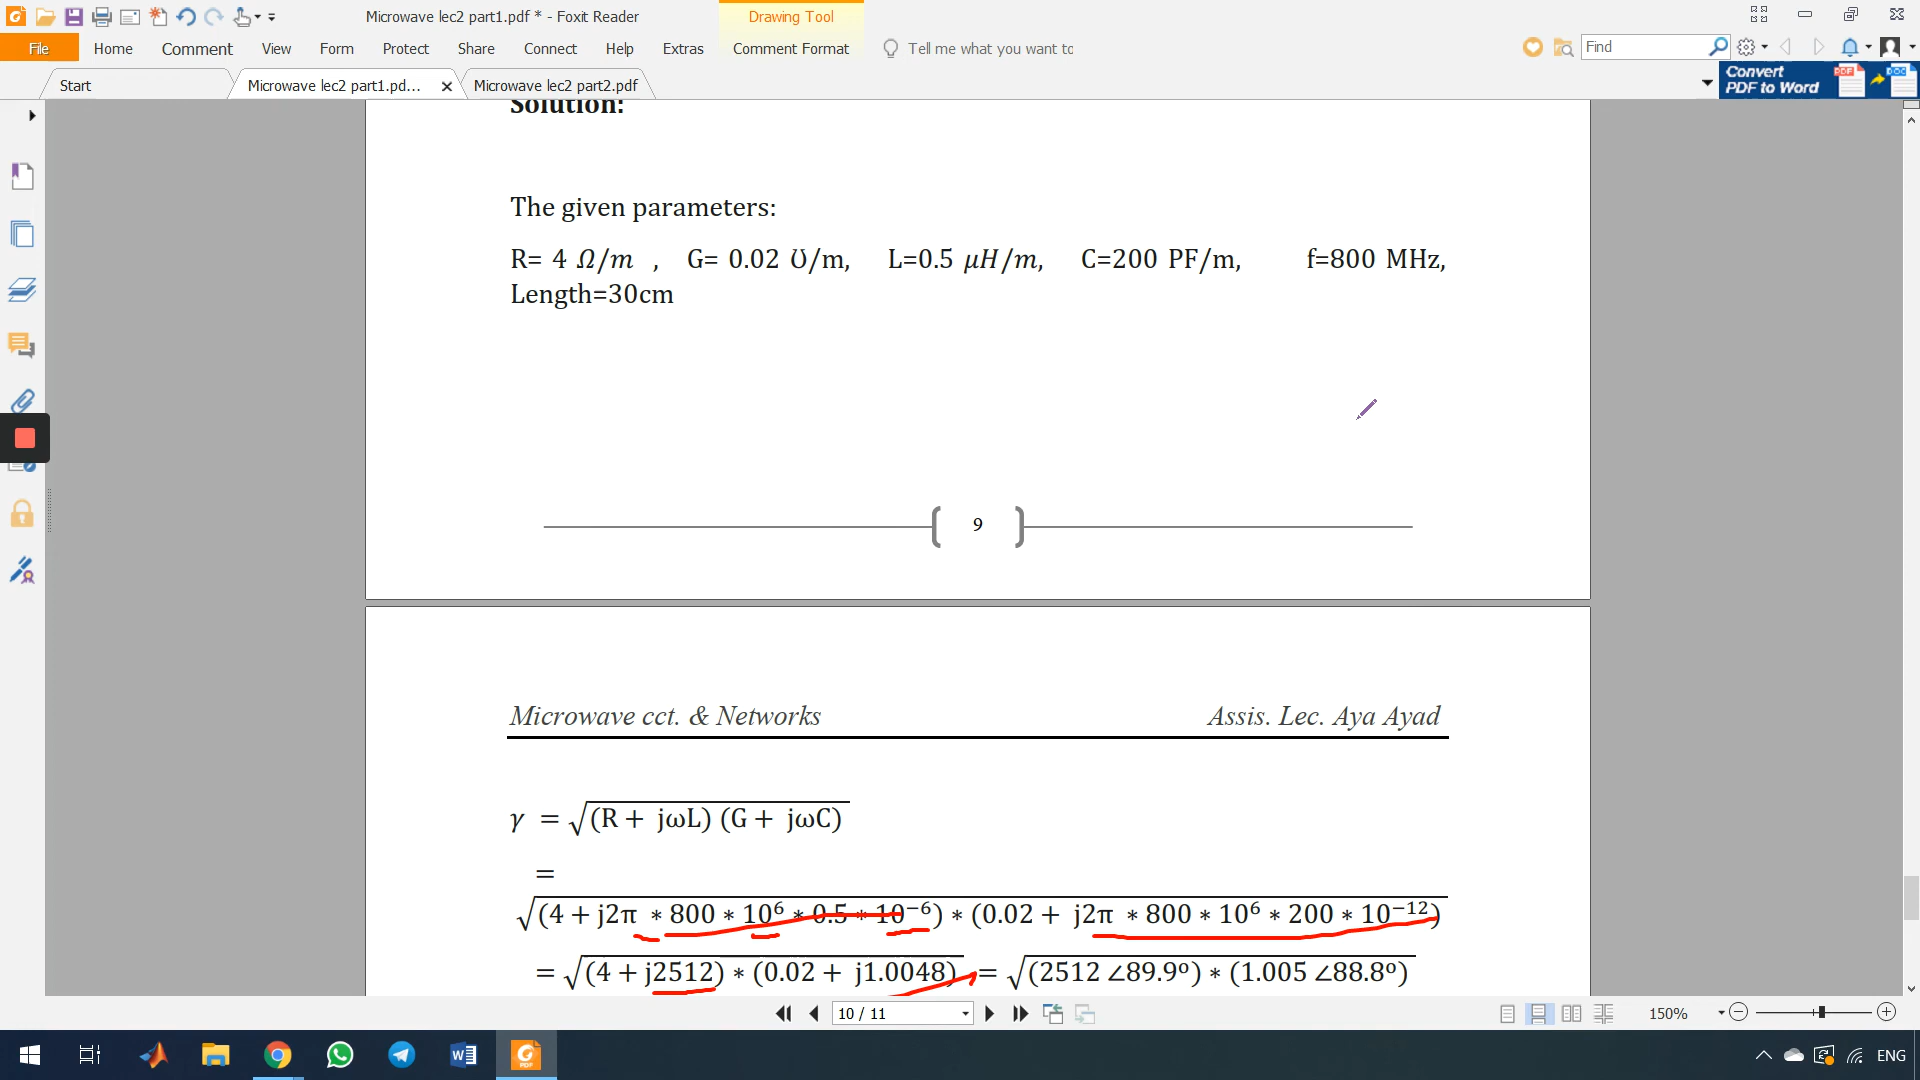 Microwave lec2 part1.pdf * - Foxit Reader
Drawing Tool
File Home Comment View Form Protect Share Connect Help Extras Comment Format Tell me what you want to Find
Start Microwave lec2 part1.pd... Microwave lec2 part2.pdf
Convert PDF to Word
PDF DOC
Solution:
The given parameters:
R= 4 Ω/m , G= 0.02 ℧/m, L=0.5 μH/m, C=200 PF/m, f=800 MHz,
Length=30cm
9
Microwave cct. & Networks Assis. Lec. Aya Ayad
γ = √(R + jωL) (G + jωC)
=
√(4 + j2π ∗ 800 ∗ 10⁶ ∗ 0.5 ∗ 10⁻⁶) ∗ (0.02 + j2π ∗ 800 ∗ 10⁶ ∗ 200 ∗ 10⁻¹²)
= √(4 + j2512) ∗ (0.02 + j1.0048) = √(2512 ∠89.9º) ∗ (1.005 ∠88.8º)
10 / 11
150%
ENG